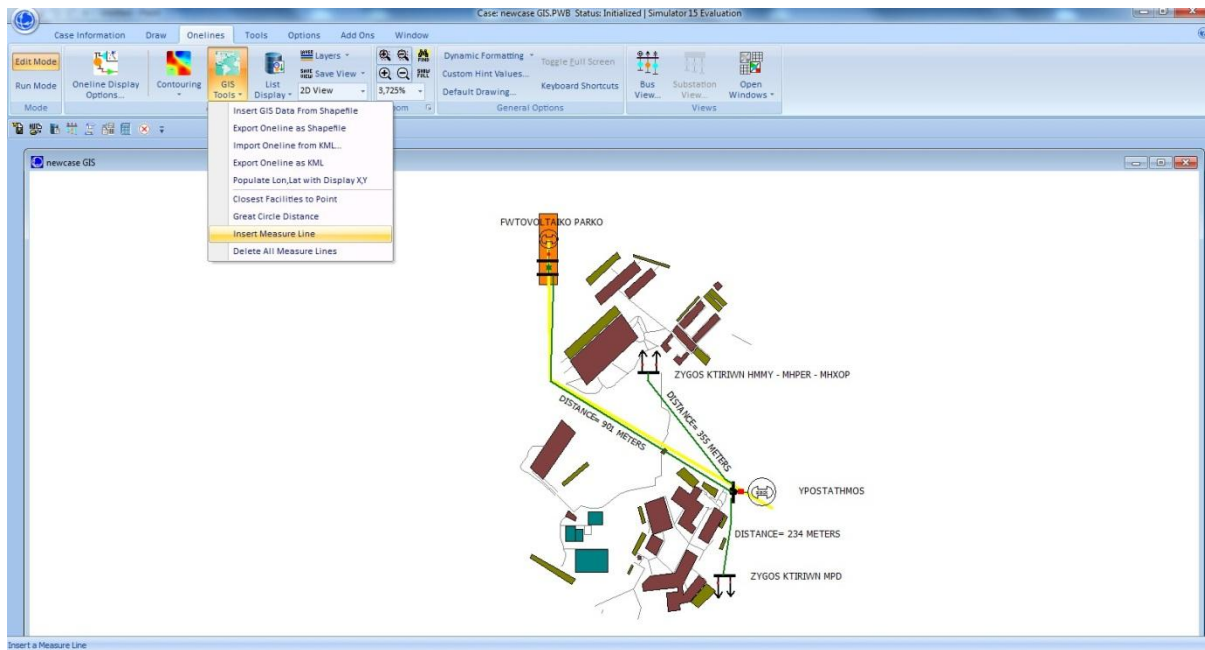 Case: newcase GIS.PWB Status: Initialized | Simulator 15 Evaluation
Case Information Draw Onelines Tools Options Add Ons Window
Edit Mode
Run Mode
Mode
Oneline Display Options...
Contouring
GIS Tools
List Display
Layers
Save View
2D View
3,725%
Dynamic Formatting
Custom Hint Values...
Default Drawing...
Toggle Full Screen
Keyboard Shortcuts
General Options
Bus View...
Substation View...
Open Windows
Views
Insert GIS Data From Shapefile
Export Oneline as Shapefile
Import Oneline from KML...
Export Oneline as KML
Populate Lon,Lat with Display X,Y
Closest Facilities to Point
Great Circle Distance
Insert Measure Line
Delete All Measure Lines
newcase GIS
FWTOVOLTAIKO PARKO
ZYGOS KTIRIWN HMMY - MHPER - MHXOP
DISTANCE= 901 METERS
DISTANCE= 355 METERS
YPOSTATHMOS
DISTANCE= 234 METERS
ZYGOS KTIRIWN MPD
Insert a Measure Line